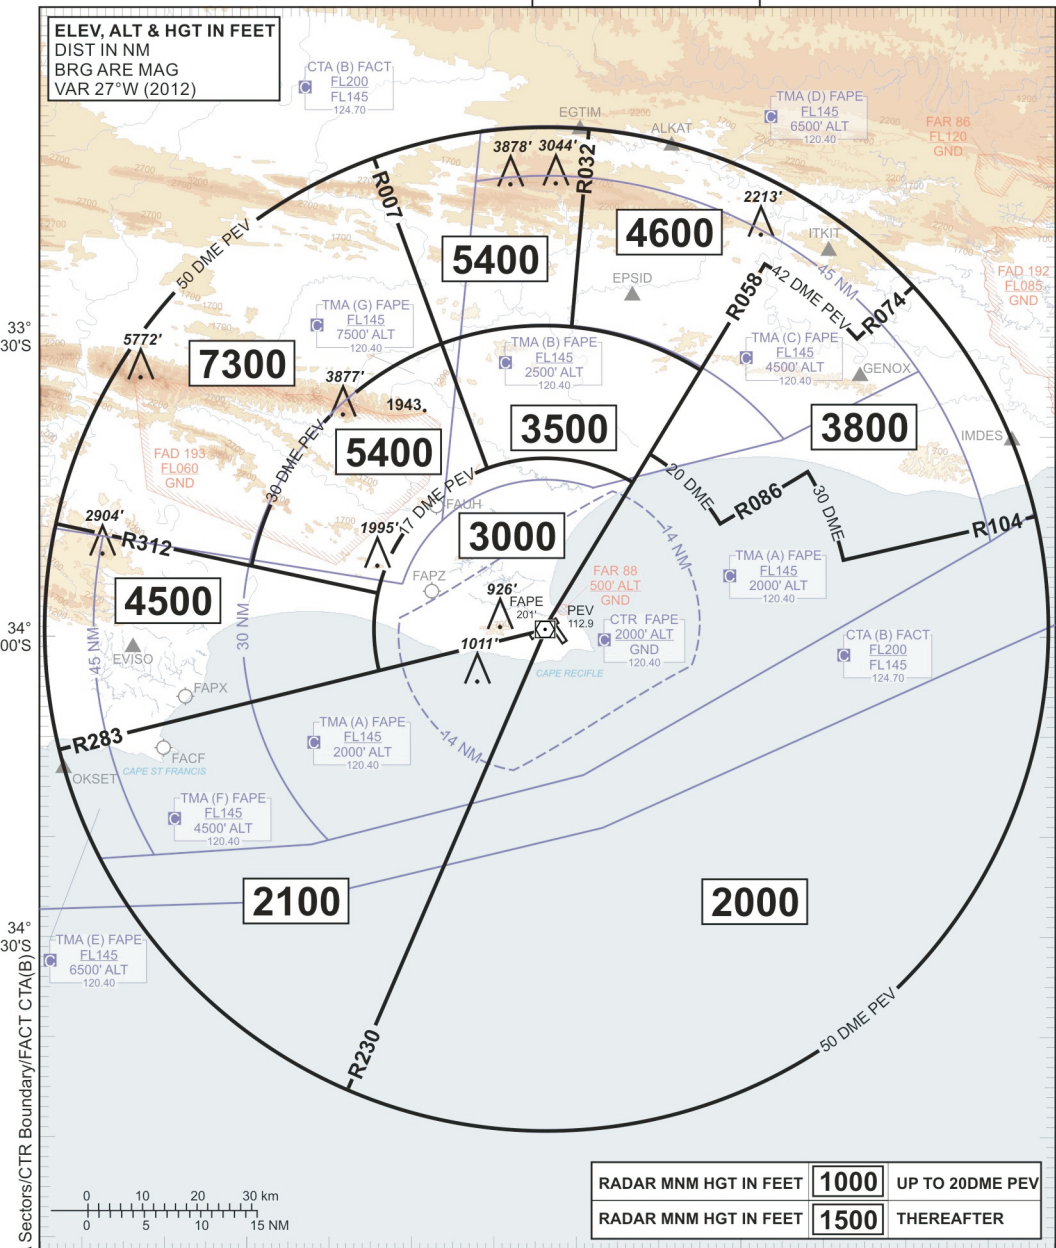 ELEV, ALT & HGT IN FEET
DIST IN NM
BRG ARE MAG
VAR 27°W (2012)
CTA (B) FACT
C FL200
FL145
124.70
TMA (D) FAPE
C FL145
6500' ALT
120.40
FAR 86
FL120
GND
EGTIM
ALKAT
3878'
3044'
R032
R007
2213'
ITKIT
50 DME PEV
5400
4600
45 NM
EPSID
42 DME PEV
R058
R074
FAD 192
FL085
GND
33°
30'S
TMA (G) FAPE
C FL145
7500' ALT
120.40
TMA (B) FAPE
C FL145
2500' ALT
120.40
TMA (C) FAPE
C FL145
4500' ALT
120.40
5772'
7300
3877'
1943
GENOX
3500
3800
IMDES
5400
30 DME PEV
FAD 193
FL060
GND
17 DME PEV
FAUH
20 DME
R086
30 DME
R104
2904'
R312
1995'
3000
14 NM
TMA (A) FAPE
C FL145
2000' ALT
120.40
4500
FAPZ
926'
FAPE
201'
FAR 88
500' ALT
GND
PEV
112.9
34°
00'S
30 NM
45 NM
EVISO
1011'
CTR FAPE
C 2000' ALT
GND
120.40
CTA (B) FACT
C FL200
FL145
124.70
CAPE RECIFLE
FAPX
R283
FACF
CAPE ST FRANCIS
OKSET
TMA (A) FAPE
C FL145
2000' ALT
120.40
14 NM
TMA (F) FAPE
C FL145
4500' ALT
120.40
2100
2000
34°
30'S
TMA (E) FAPE
C FL145
6500' ALT
120.40
50 DME PEV
R230
Sectors/CTR Boundary/FACT CTA(B)
0 10 20 30 km
0 5 10 15 NM
RADAR MNM HGT IN FEET 1000 UP TO 20DME PEV
RADAR MNM HGT IN FEET 1500 THEREAFTER